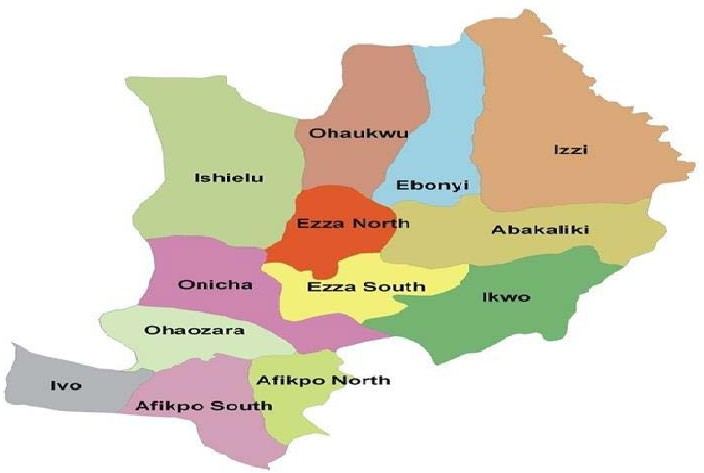 Ohaukwu
Izzi
Ishielu
Ebonyi
Ezza North
Abakaliki
Onicha
Ezza South
Ikwo
Ohaozara
Ivo
Afikpo North
Afikpo South